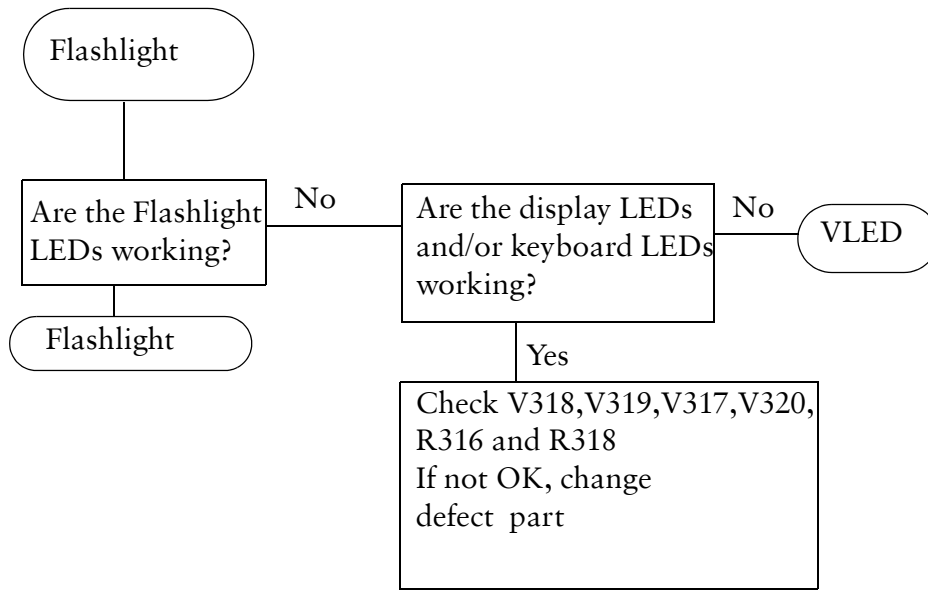 Flashlight
Are the Flashlight
LEDs working?
No
Are the display LEDs
and/or keyboard LEDs
working?
No
VLED
Flashlight
Yes
Check V318,V319,V317,V320,
R316 and R318
If not OK, change
defect part